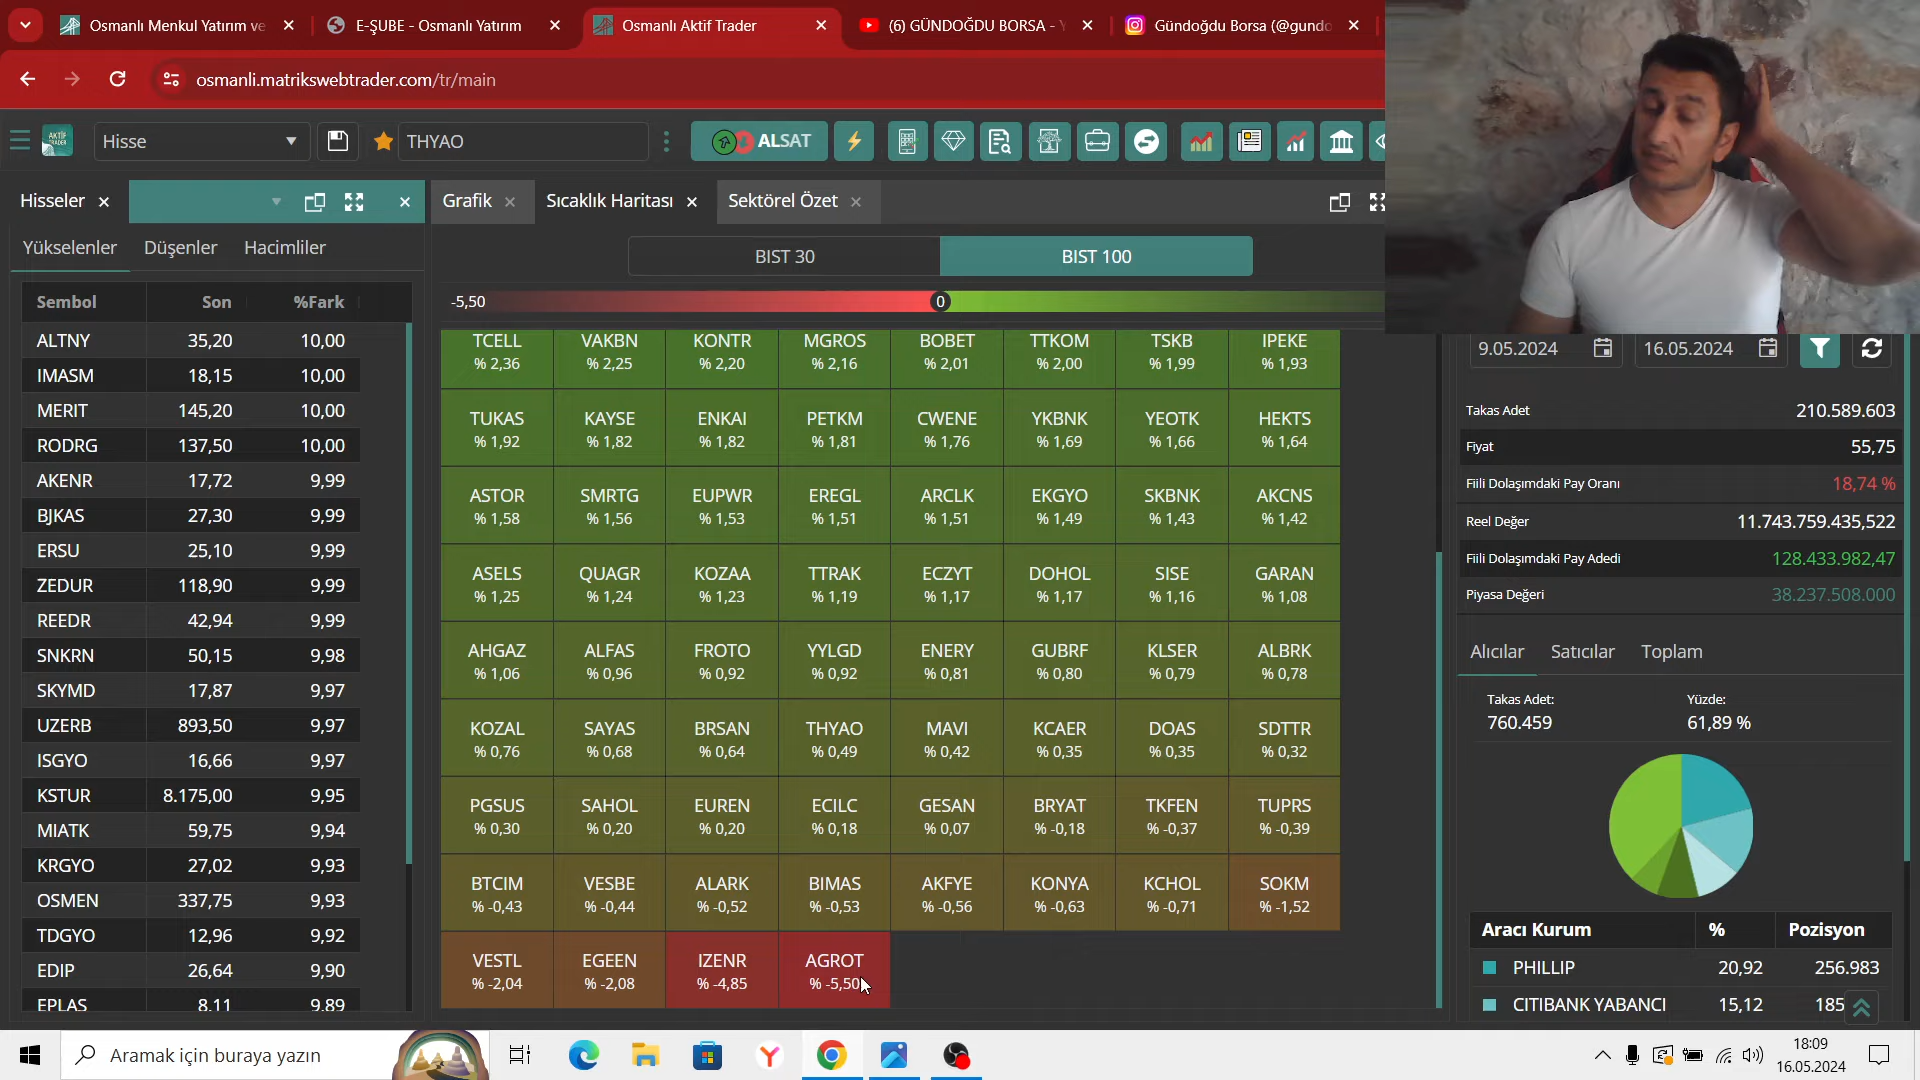 Osmanlı Menkul Yatırım ve
E-ŞUBE - Osmanlı Yatırım
Osmanlı Aktif Trader
(6) GÜNDOĞDU BORSA - Y
Gündoğdu Borsa (@gundo
osmanli.matrikswebtrader.com/tr/main
AKTİF
TRADER
Hisse
THYAO
ALSAT
Hisseler
Grafik
Sıcaklık Haritası
Sektörel Özet
Yükselenler
Düşenler
Hacimliler
Sembol Son %Fark
ALTNY 35,20 10,00
IMASM 18,15 10,00
MERIT 145,20 10,00
RODRG 137,50 10,00
AKENR 17,72 9,99
BJKAS 27,30 9,99
ERSU 25,10 9,99
ZEDUR 118,90 9,99
REEDR 42,94 9,99
SNKRN 50,15 9,98
SKYMD 17,87 9,97
UZERB 893,50 9,97
ISGYO 16,66 9,97
KSTUR 8.175,00 9,95
MIATK 59,75 9,94
KRGYO 27,02 9,93
OSMEN 337,75 9,93
TDGYO 12,96 9,92
EDIP 26,64 9,90
EPLAS 8,11 9,89
BIST 30
BIST 100
-5,50
0
TCELL VAKBN KONTR MGROS BOBET TTKOM TSKB IPEKE
% 2,36 % 2,25 % 2,20 % 2,16 % 2,01 % 2,00 % 1,99 % 1,93
TUKAS KAYSE ENKAI PETKM CWENE YKBNK YEOTK HEKTS
% 1,92 % 1,82 % 1,82 % 1,81 % 1,76 % 1,69 % 1,66 % 1,64
ASTOR SMRTG EUPWR EREGL ARCLK EKGYO SKBNK AKCNS
% 1,58 % 1,56 % 1,53 % 1,51 % 1,51 % 1,49 % 1,43 % 1,42
ASELS QUAGR KOZAA TTRAK ECZYT DOHOL SISE GARAN
% 1,25 % 1,24 % 1,23 % 1,19 % 1,17 % 1,17 % 1,16 % 1,08
AHGAZ ALFAS FROTO YYLGD ENERY GUBRF KLSER ALBRK
% 1,06 % 0,96 % 0,92 % 0,92 % 0,81 % 0,80 % 0,79 % 0,78
KOZAL SAYAS BRSAN THYAO MAVI KCAER DOAS SDTTR
% 0,76 % 0,68 % 0,64 % 0,49 % 0,42 % 0,35 % 0,35 % 0,32
PGSUS SAHOL EUREN ECILC GESAN BRYAT TKFEN TUPRS
% 0,30 % 0,20 % 0,20 % 0,18 % 0,07 % -0,18 % -0,37 % -0,39
BTCIM VESBE ALARK BIMAS AKFYE KONYA KCHOL SOKM
% -0,43 % -0,44 % -0,52 % -0,53 % -0,56 % -0,63 % -0,71 % -1,52
VESTL EGEEN IZENR AGROT
% -2,04 % -2,08 % -4,85 % -5,50
9.05.2024
16.05.2024
Takas Adet 210.589.603
Fiyat 55,75
Fiili Dolaşımdaki Pay Oranı 18,74 %
Reel Değer 11.743.759.435,522
Fiili Dolaşımdaki Pay Adedi 128.433.982,47
Piyasa Değeri 38.237.508.000
Alıcılar Satıcılar Toplam
Takas Adet: Yüzde:
760.459 61,89 %
Aracı Kurum % Pozisyon
PHILLIP 20,92 256.983
CITIBANK YABANCI 15,12 185
Aramak için buraya yazın
18:09
16.05.2024